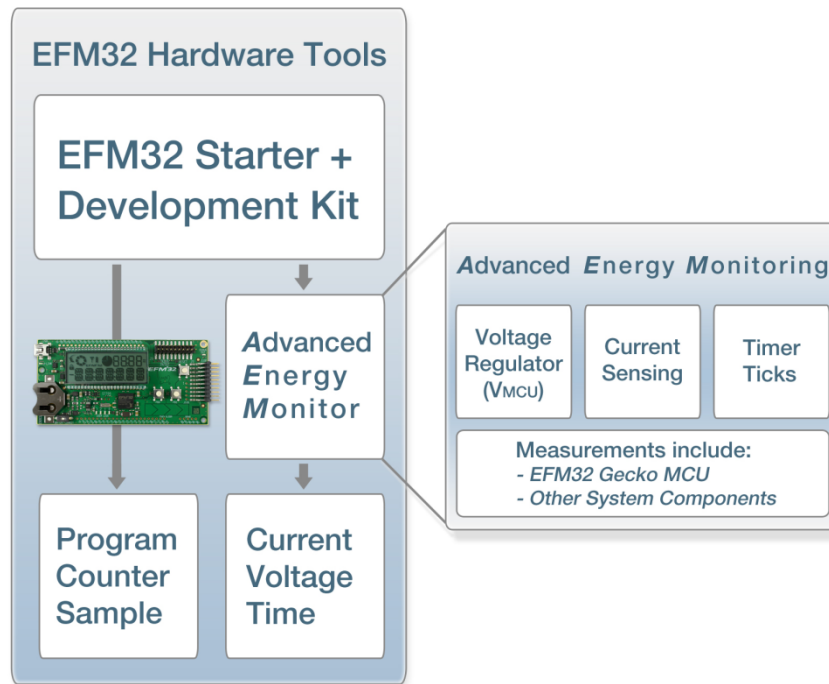 EFM32 Hardware Tools
EFM32 Starter +
Development Kit
EFM32
Advanced
Energy
Monitor
Program
Counter
Sample
Current
Voltage
Time
Advanced Energy Monitoring
Voltage
Regulator
(VMCU)
Current
Sensing
Timer
Ticks
Measurements include:
- EFM32 Gecko MCU
- Other System Components